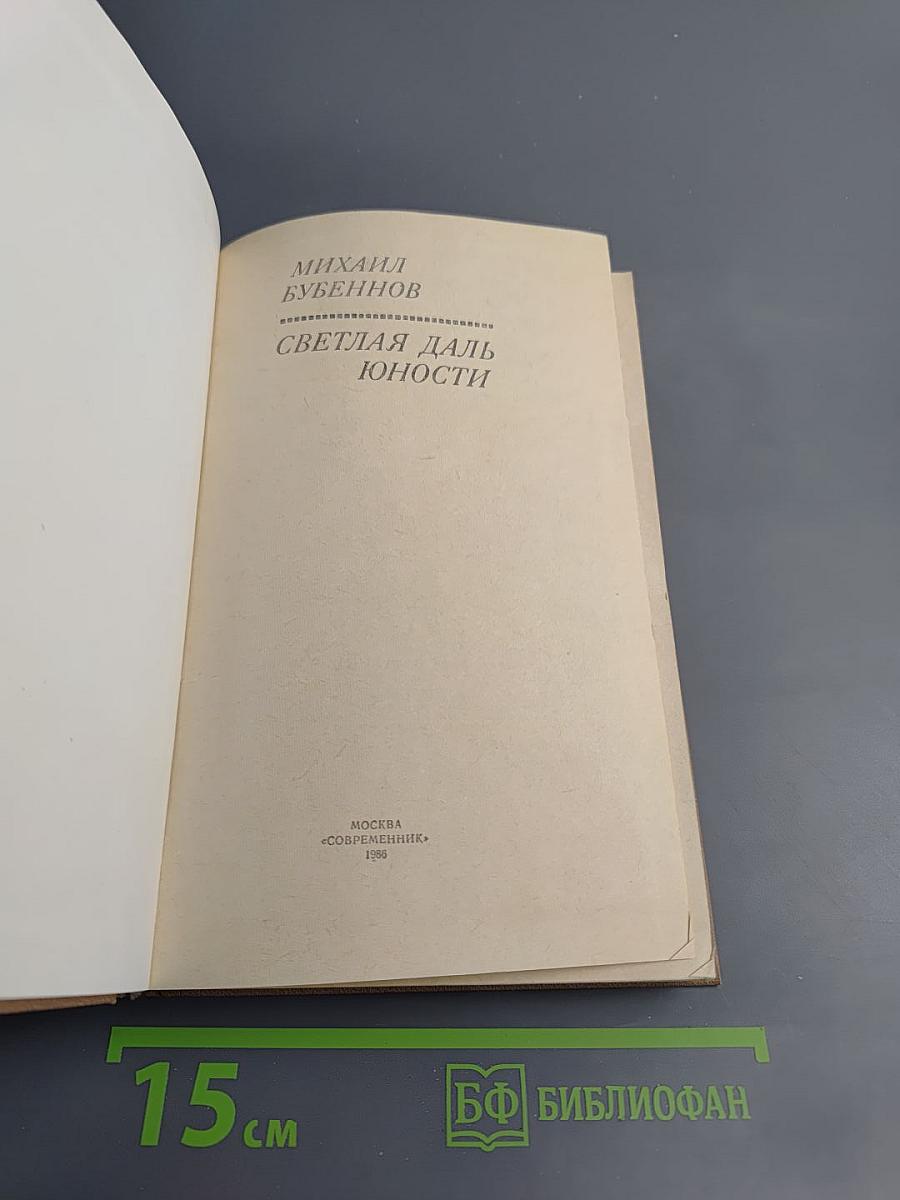 МИХАИЛ
БУБЕННОВ
СВЕТЛАЯ ДАЛЬ
ЮНОСТИ
МОСКВА
«СОВРЕМЕННИК»
1986
15 см
БФ БИБЛИОФАН